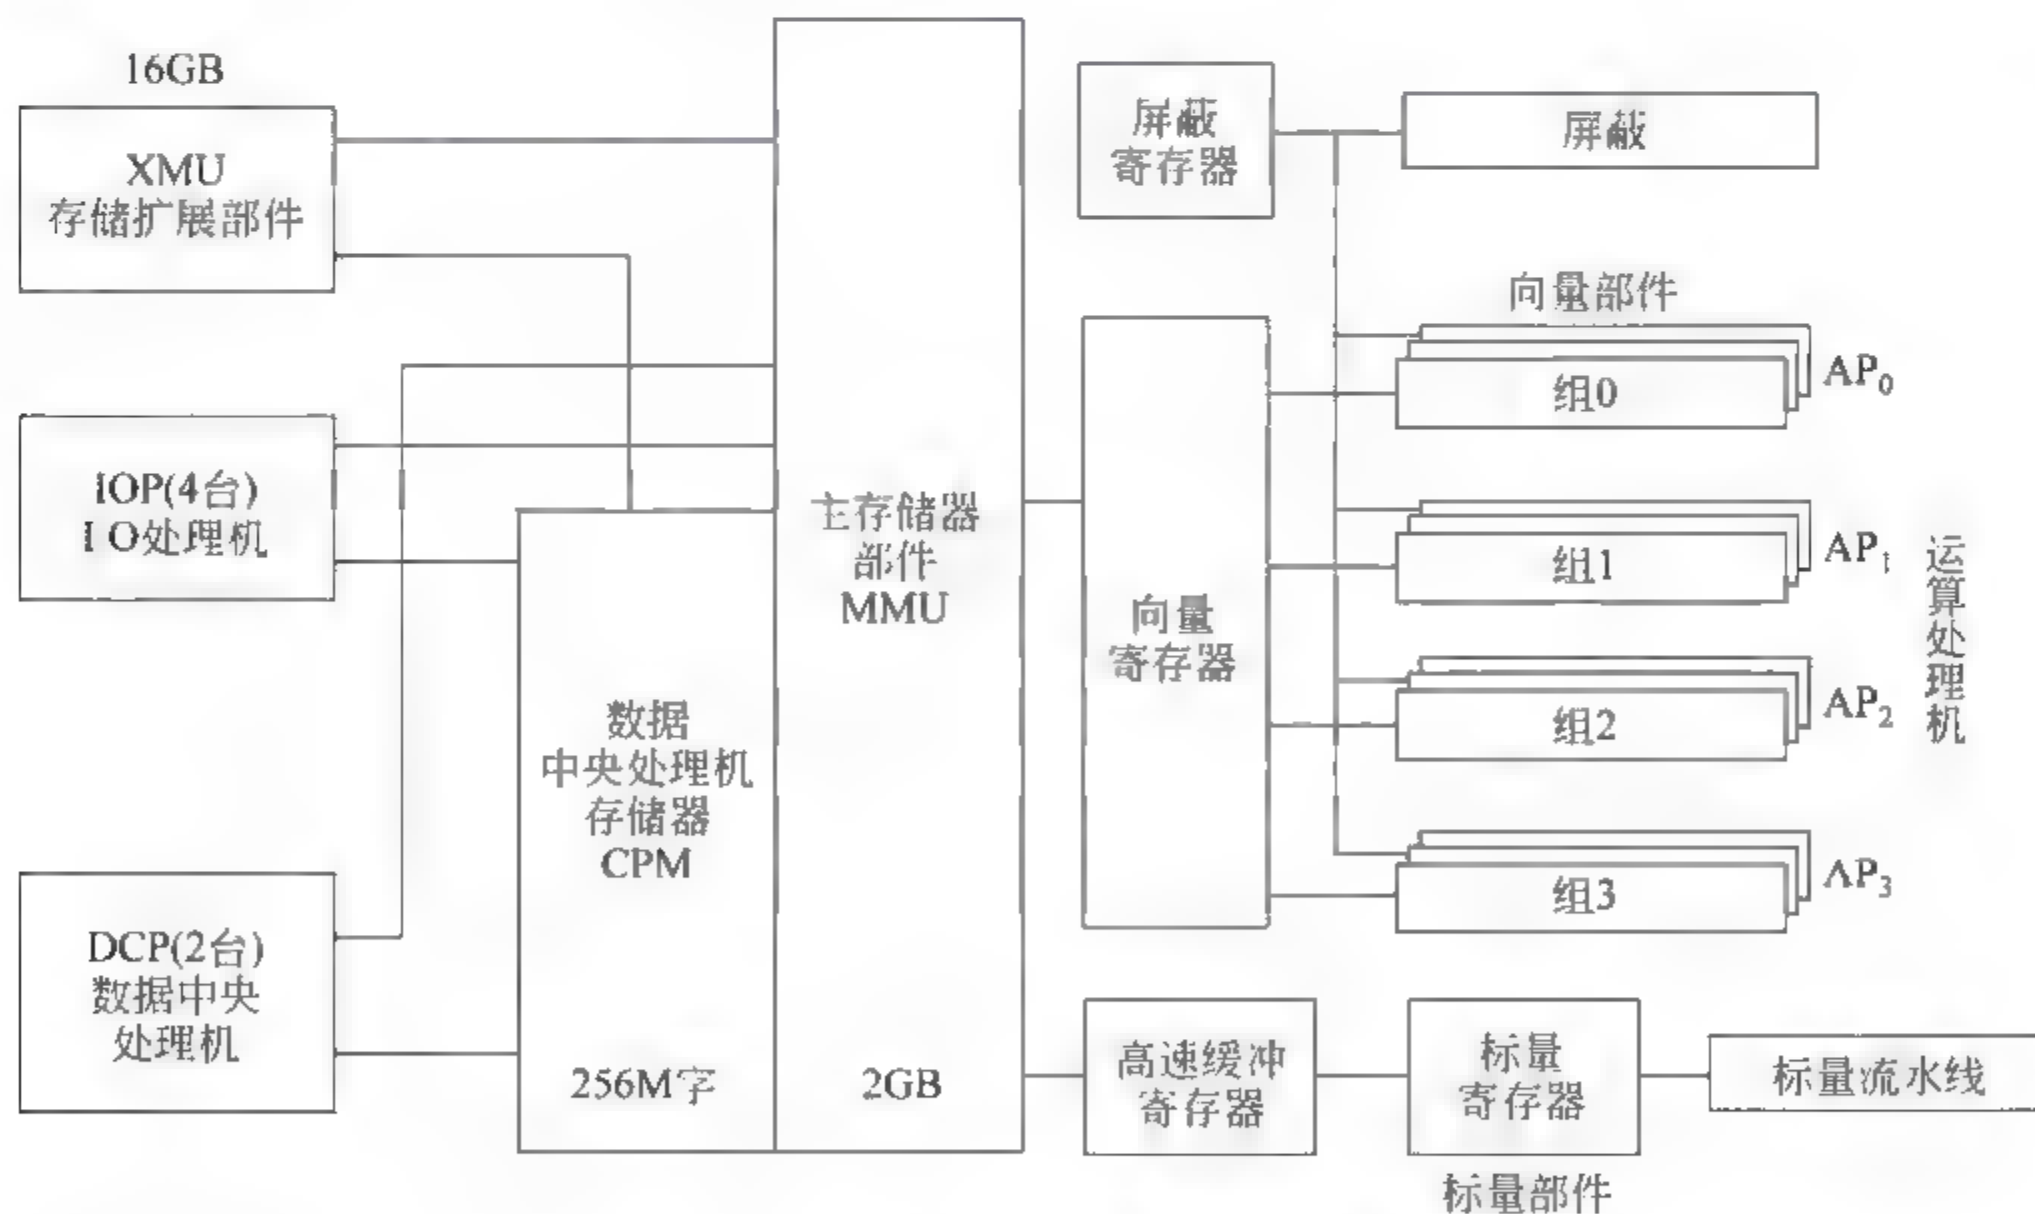 16GB
XMU
存储扩展部件
IOP(4台)
I O处理机
DCP(2台)
数据中央
处理机
数据
中央处理机
存储器
CPM
256M字
主存储器
部件
MMU
2GB
屏蔽
寄存器
屏蔽
向量部件
向量
寄存器
组0
AP₀
组1
AP₁
组2
AP₂
组3
AP₃
运算处理机
高速缓冲
寄存器
标量
寄存器
标量流水线
标量部件